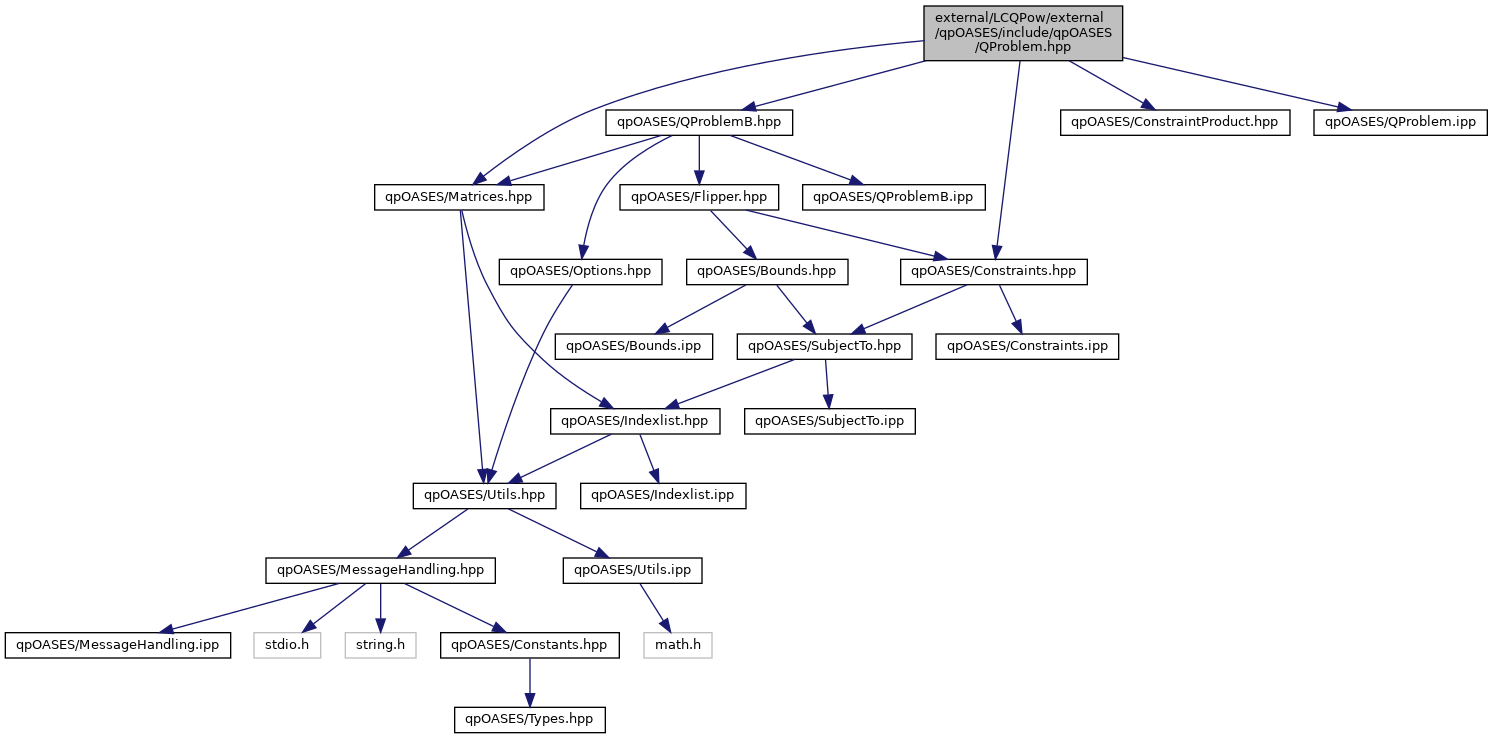 external/LCQPow/external
/qpOASES/include/qpOASES
/QProblem.hpp
qpOASES/QProblemB.hpp
qpOASES/ConstraintProduct.hpp
qpOASES/QProblem.ipp
qpOASES/Matrices.hpp
qpOASES/Flipper.hpp
qpOASES/QProblemB.ipp
qpOASES/Options.hpp
qpOASES/Bounds.hpp
qpOASES/Constraints.hpp
qpOASES/Bounds.ipp
qpOASES/SubjectTo.hpp
qpOASES/Constraints.ipp
qpOASES/Indexlist.hpp
qpOASES/SubjectTo.ipp
qpOASES/Utils.hpp
qpOASES/Indexlist.ipp
qpOASES/MessageHandling.hpp
qpOASES/Utils.ipp
qpOASES/MessageHandling.ipp
stdio.h
string.h
qpOASES/Constants.hpp
math.h
qpOASES/Types.hpp